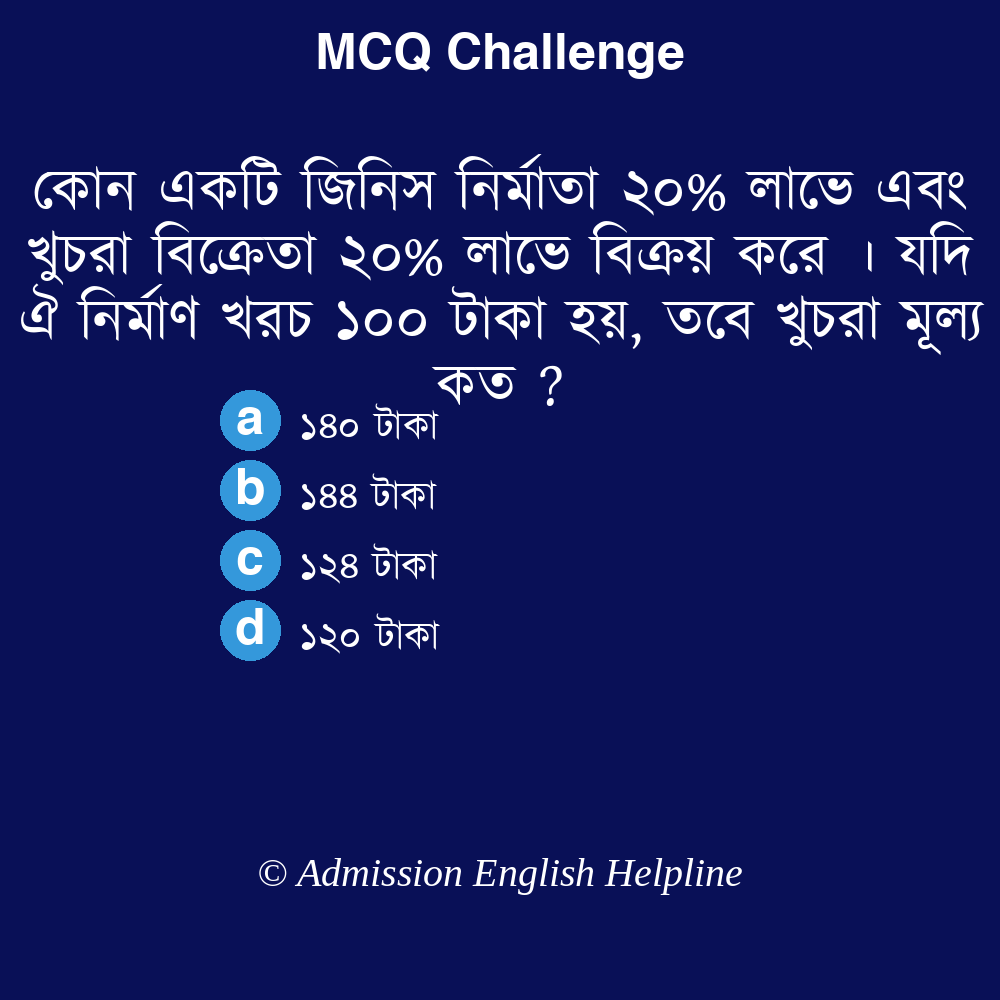 MCQ Challenge
কোন একটি জিনিস নির্মাতা ২০% লাভে এবং
খুচরা বিক্রেতা ২০% লাভে বিক্রয় করে । যদি
ঐ নির্মাণ খরচ ১০০ টাকা হয়, তবে খুচরা মূল্য
কত ?
a ১৪০ টাকা
b ১৪৪ টাকা
c ১২৪ টাকা
d ১২০ টাকা
© Admission English Helpline